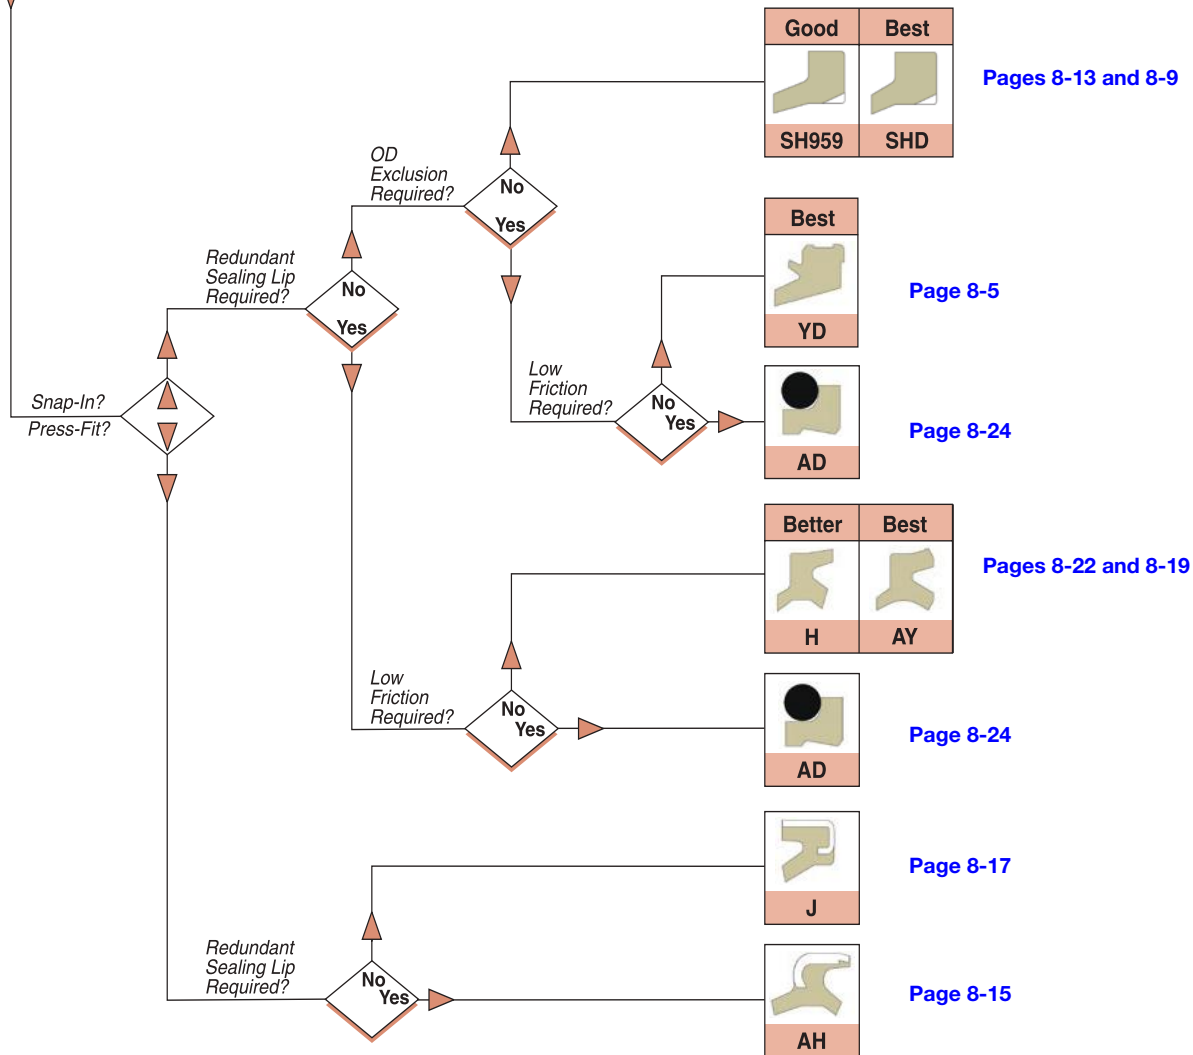 Good Best
SH959 SHD
Pages 8-13 and 8-9
OD
Exclusion
Required?
No
Yes
Best
YD
Page 8-5
Redundant
Sealing Lip
Required?
No
Yes
Low
Friction
Required?
No
Yes
AD
Page 8-24
Snap-In?
Press-Fit?
Better Best
H AY
Pages 8-22 and 8-19
Low
Friction
Required?
No
Yes
AD
Page 8-24
J
Page 8-17
Redundant
Sealing Lip
Required?
No
Yes
AH
Page 8-15